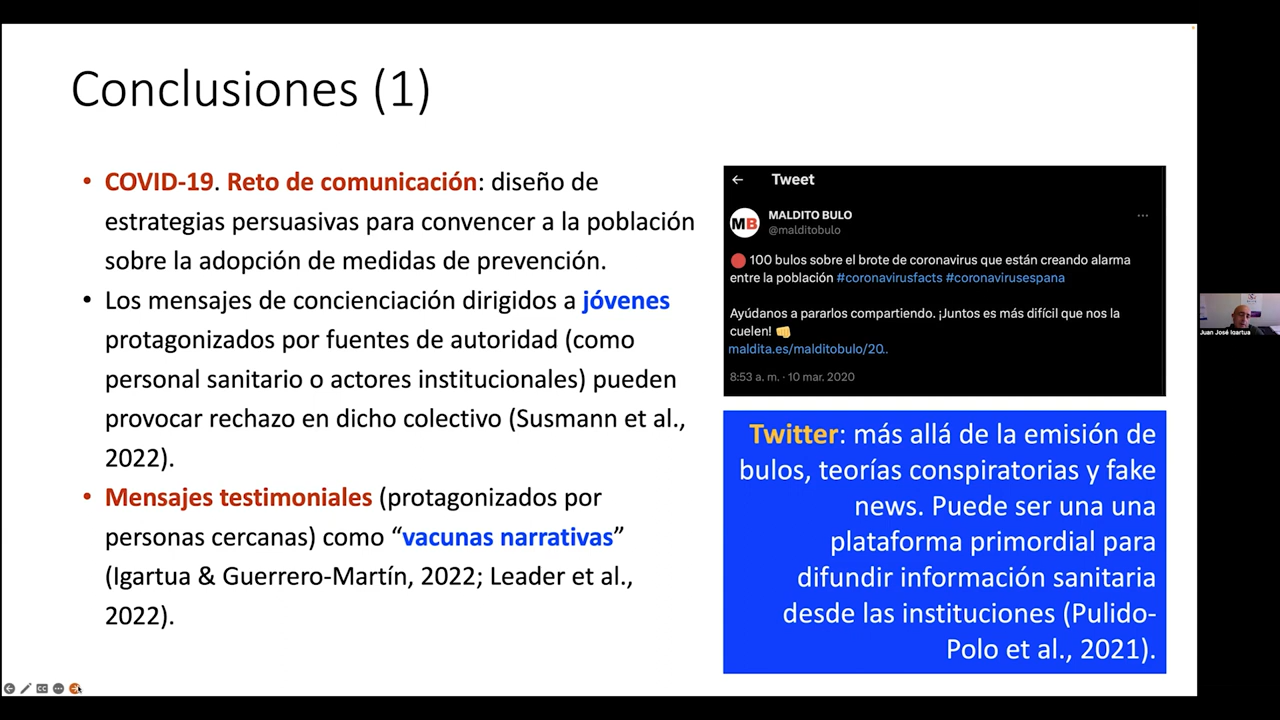 Conclusiones (1)
• COVID-19. Reto de comunicación: diseño de
estrategias persuasivas para convencer a la población
sobre la adopción de medidas de prevención.
• Los mensajes de concienciación dirigidos a jóvenes
protagonizados por fuentes de autoridad (como
personal sanitario o actores institucionales) pueden
provocar rechazo en dicho colectivo (Susmann et al.,
2022).
• Mensajes testimoniales (protagonizados por
personas cercanas) como “vacunas narrativas”
(Igartua & Guerrero-Martín, 2022; Leader et al.,
2022).
Tweet
MB
MALDITO BULO
@malditobulo
100 bulos sobre el brote de coronavirus que están creando alarma
entre la población #coronavirusfacts #coronavirusespana
Ayúdanos a pararlos compartiendo. ¡Juntos es más difícil que nos la
cuelen!
maldita.es/malditobulo/20..
8:53 a. m. · 10 mar. 2020
Twitter: más allá de la emisión de
bulos, teorías conspiratorias y fake
news. Puede ser una una
plataforma primordial para
difundir información sanitaria
desde las instituciones (Pulido-
Polo et al., 2021).
Juan José Igartua